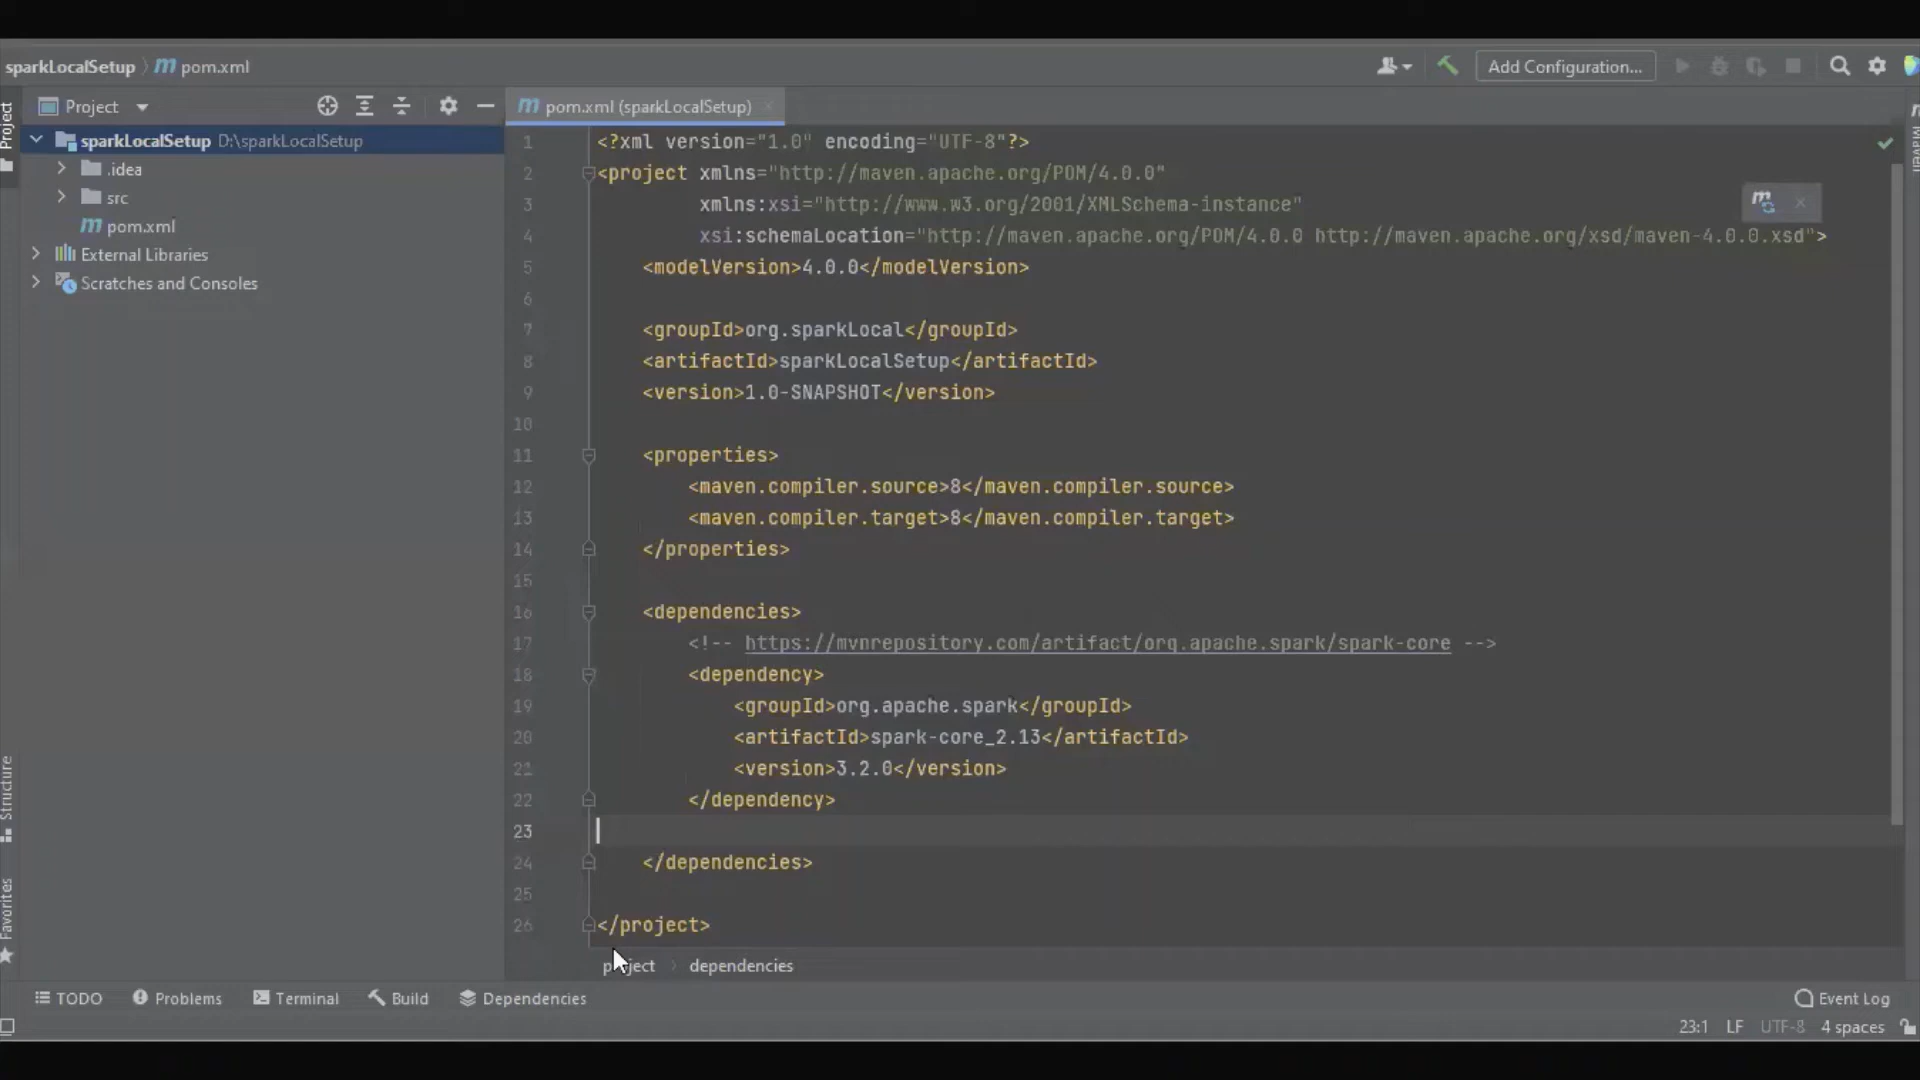 sparkLocalSetup pom.xml
Add Configuration...
Project
Project
pom.xml (sparkLocalSetup)
sparkLocalSetup D:\sparkLocalSetup
.idea
src
pom.xml
External Libraries
Scratches and Consoles
1 <?xml version="1.0" encoding="UTF-8"?>
2 <project xmlns="http://maven.apache.org/POM/4.0.0"
3 xmlns:xsi="http://www.w3.org/2001/XMLSchema-instance"
4 xsi:schemaLocation="http://maven.apache.org/POM/4.0.0 http://maven.apache.org/xsd/maven-4.0.0.xsd">
5 <modelVersion>4.0.0</modelVersion>
6
7 <groupId>org.sparkLocal</groupId>
8 <artifactId>sparkLocalSetup</artifactId>
9 <version>1.0-SNAPSHOT</version>
10
11 <properties>
12 <maven.compiler.source>8</maven.compiler.source>
13 <maven.compiler.target>8</maven.compiler.target>
14 </properties>
15
16 <dependencies>
17 <!-- https://mvnrepository.com/artifact/org.apache.spark/spark-core -->
18 <dependency>
19 <groupId>org.apache.spark</groupId>
20 <artifactId>spark-core_2.13</artifactId>
21 <version>3.2.0</version>
22 </dependency>
23
24 </dependencies>
25
26 </project>
project dependencies
Structure
Favorites
TODO Problems Terminal Build Dependencies
Event Log
23:1 LF UTF-8 4 spaces